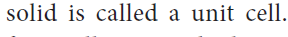 solid is called a unit cell.